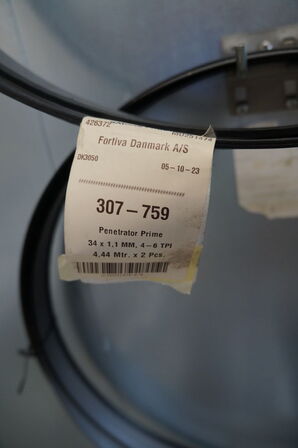 Fortiva Danmark A/S
DK3050 05-10-23
307-759
Penetrator Prime
34 x 1,1 MM, 4-6 TPI
4,44 Mtr. x 2 Pcs.